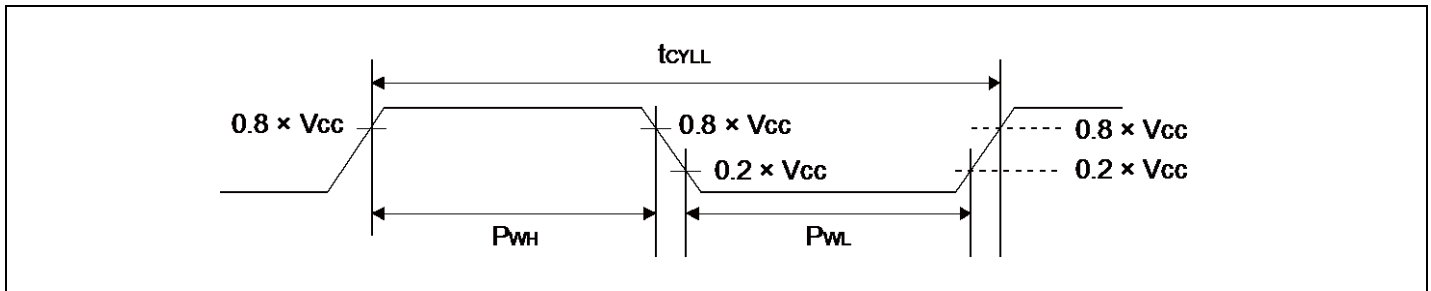 tCYLL
0.8 × VCC
0.8 × VCC
0.8 × VCC
0.2 × VCC
0.2 × VCC
PWH
PWL